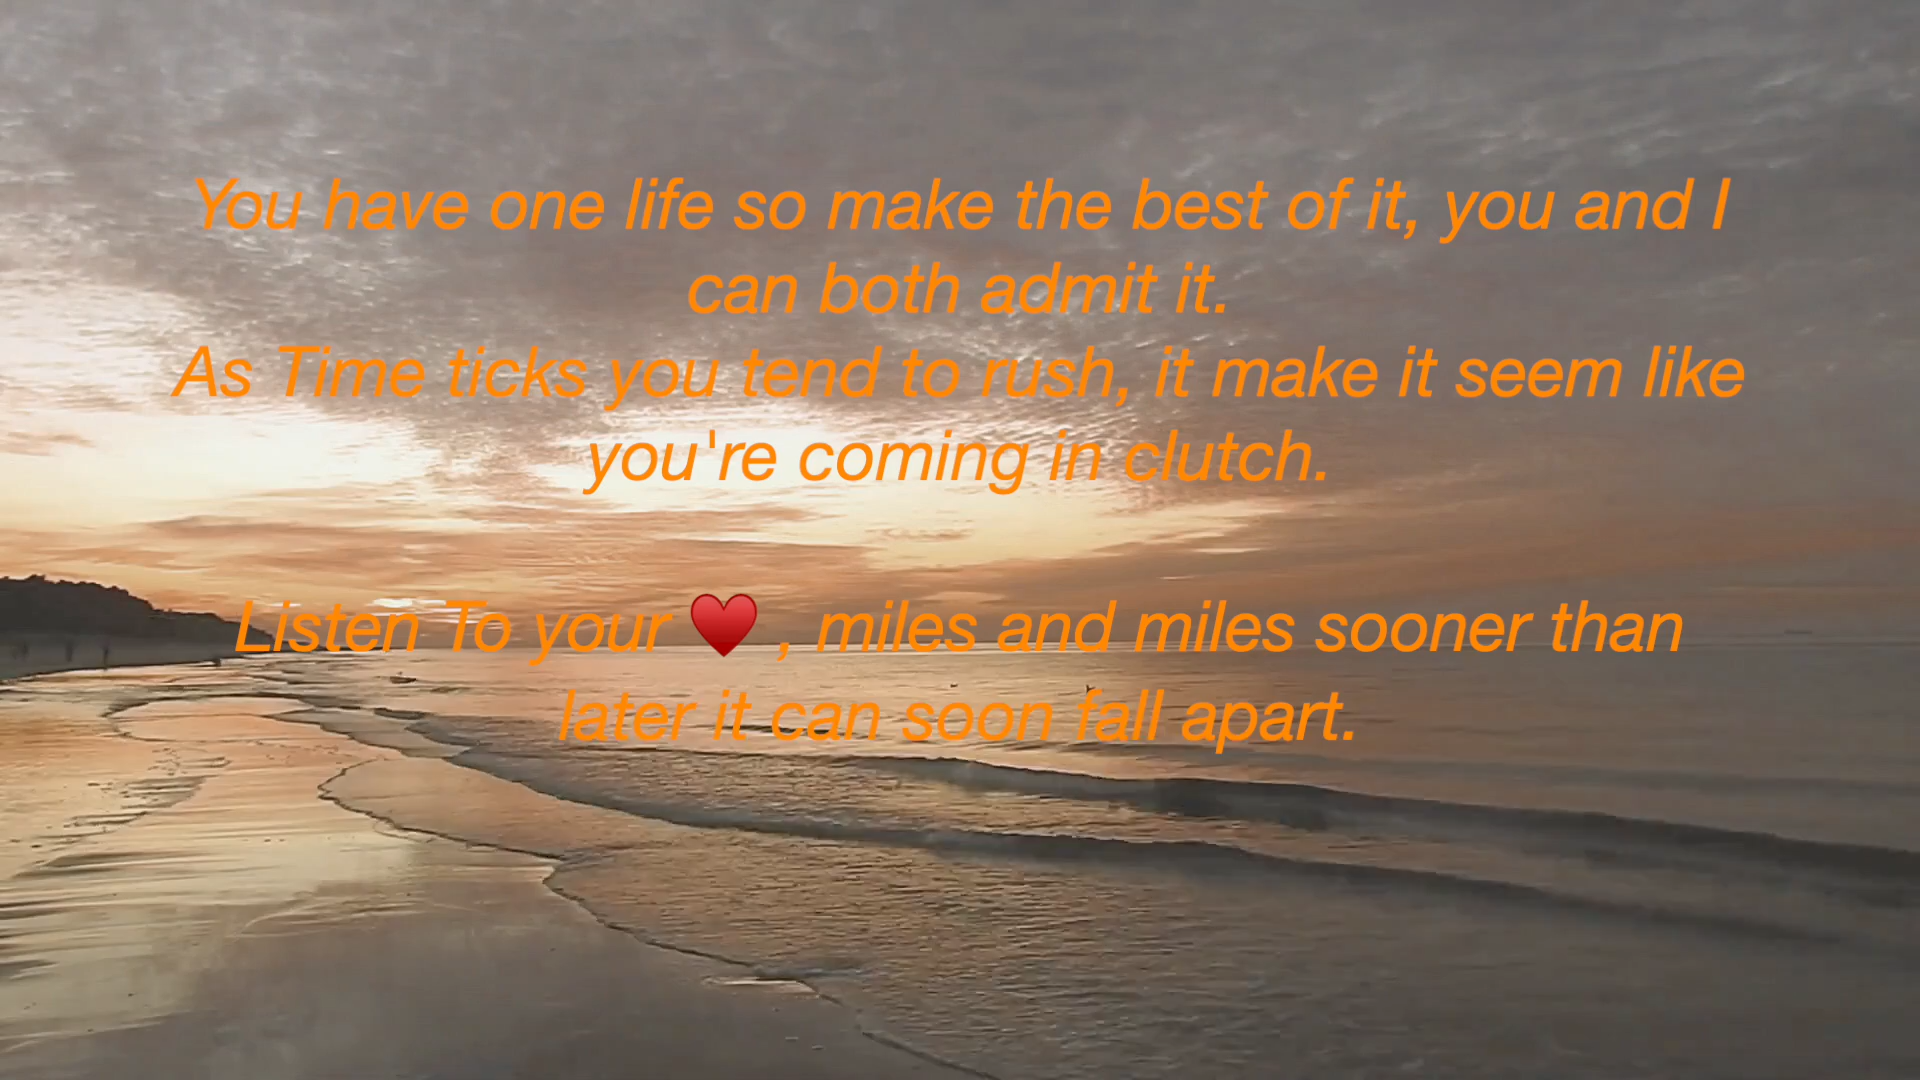 You have one life so make the best of it, you and I
can both admit it.
As Time ticks you tend to rush, it make it seem like
you're coming in clutch.
Listen To your ♥️ , miles and miles sooner than
later it can soon fall apart.